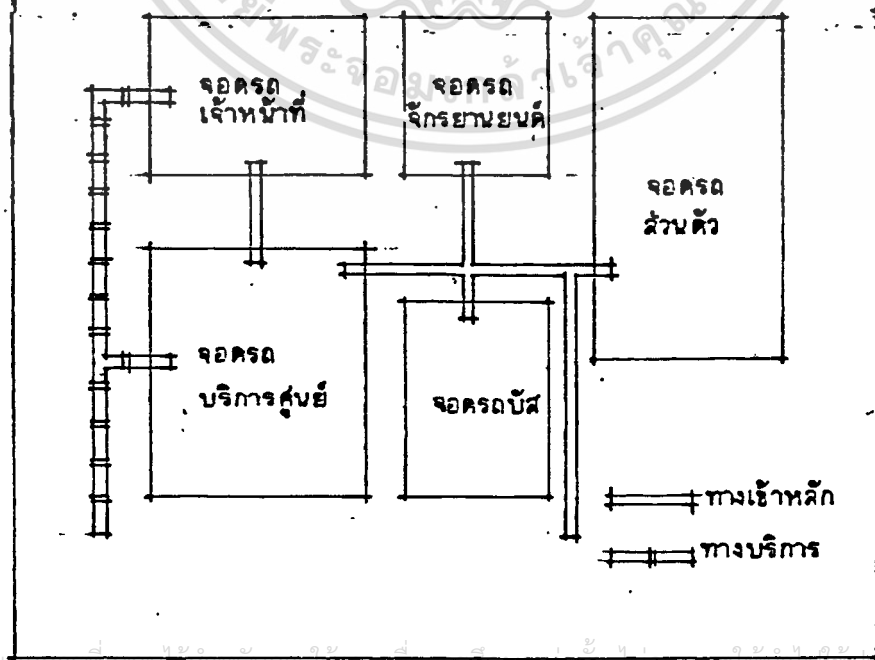 จอดรถ
เจ้าหน้าที่
จอดรถ
จักรยานยนต์
จอดรถ
ส่วนตัว
จอดรถ
บริการศูนย์
จอดรถบัส
ทางเข้าหลัก
ทางบริการ